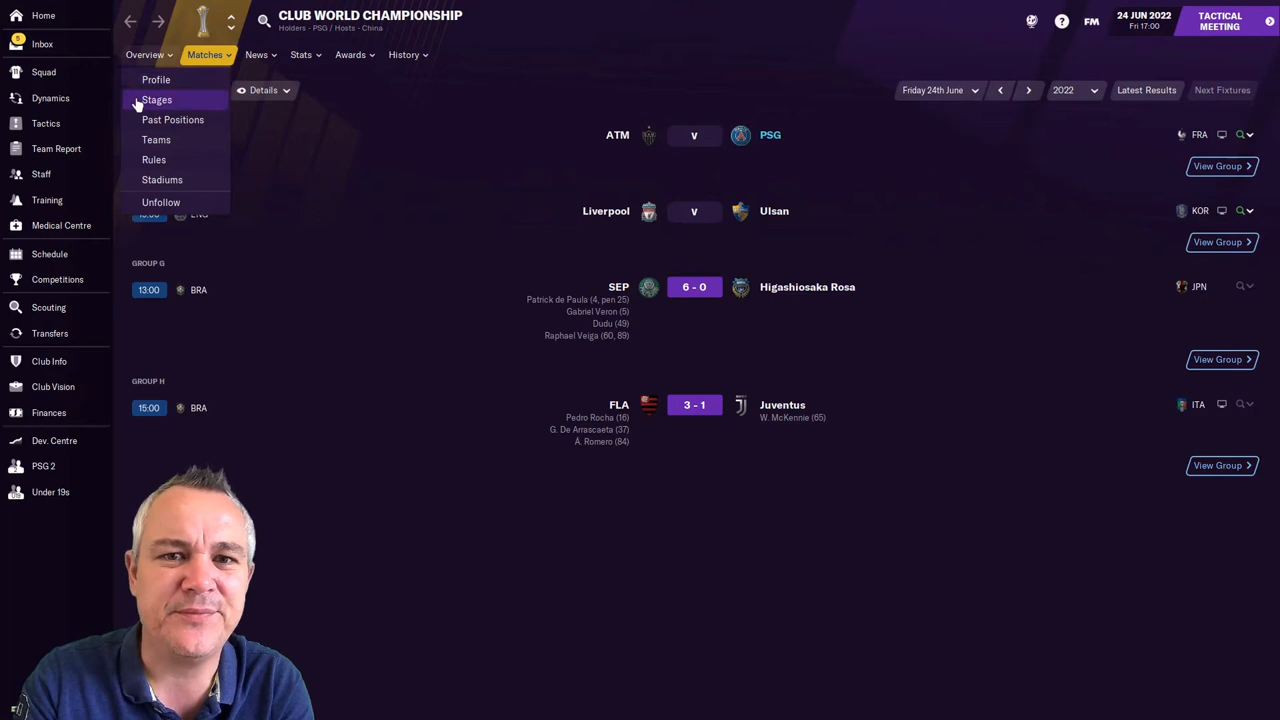 Home
5
Inbox
Squad
Dynamics
Tactics
Team Report
Staff
Training
Medical Centre
Schedule
Competitions
Scouting
Transfers
Club Info
Club Vision
Finances
Dev. Centre
PSG 2
Under 19s
CLUB WORLD CHAMPIONSHIP
Holders - PSG / Hosts - China
?
FM
24 JUN 2022
Fri 17:00
TACTICAL
MEETING
Overview
Matches
News
Stats
Awards
History
Profile
Stages
Past Positions
Teams
Rules
Stadiums
Unfollow
Details
Friday 24th June
2022
Latest Results
Next Fixtures
ATM v PSG
FRA
View Group
Liverpool v Ulsan
KOR
View Group
GROUP G
13:00 BRA
SEP 6 - 0 Higashiosaka Rosa
JPN
Patrick de Paula (4, pen 25)
Gabriel Veron (5)
Dudu (49)
Raphael Veiga (60, 89)
View Group
GROUP H
15:00 BRA
FLA 3 - 1 Juventus
ITA
Pedro Rocha (16)
W. McKennie (65)
G. De Arrascaeta (37)
Á. Romero (84)
View Group